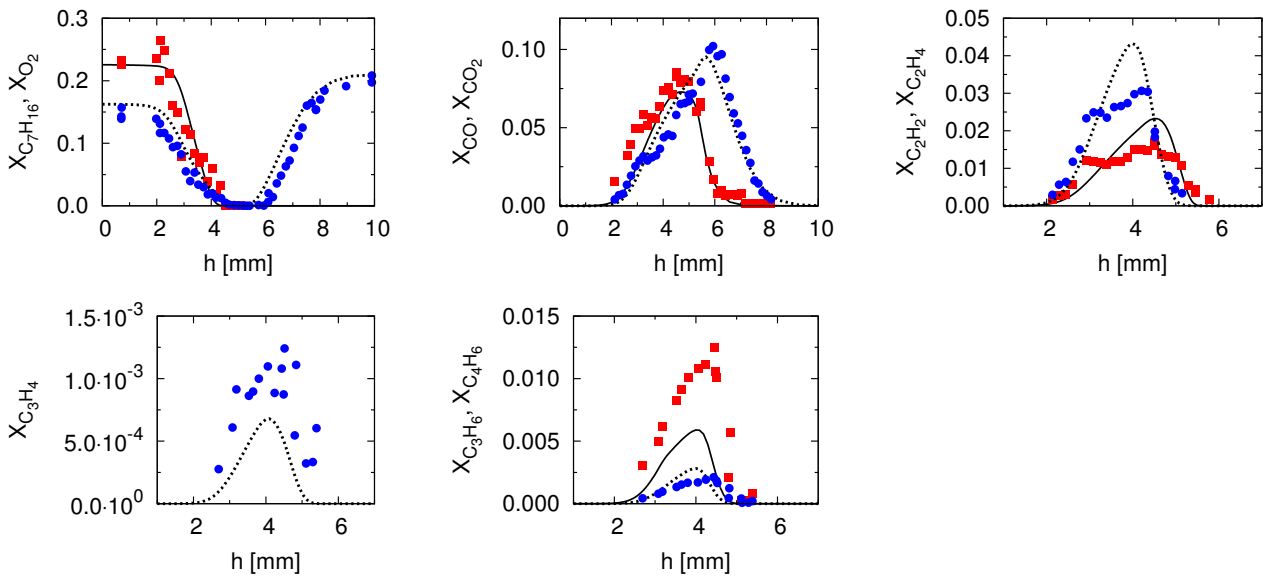 0.3
0.2
0.1
0.0
0 2 4 6 8 10
X_{C_7H_{16}}, X_{O_2}
h [mm]
0.10
0.05
0.00
0 2 4 6 8 10
X_{CO}, X_{CO_2}
h [mm]
0.05
0.04
0.03
0.02
0.01
0.00
2 4 6
X_{C_2H_2}, X_{C_2H_4}
h [mm]
1.5·10^{-3}
1.0·10^{-3}
5.0·10^{-4}
0.0·10^{0}
2 4 6
X_{C_3H_4}
h [mm]
0.015
0.010
0.005
0.000
2 4 6
X_{C_3H_6}, X_{C_4H_6}
h [mm]